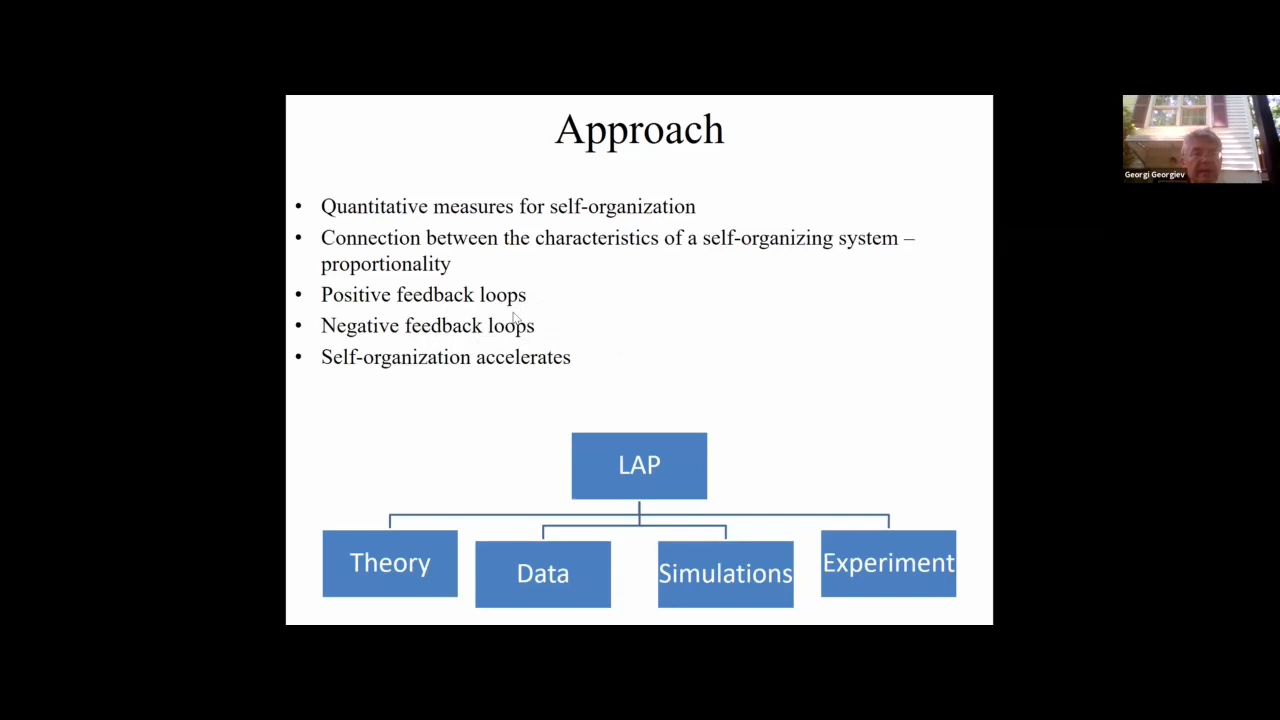 Approach
• Quantitative measures for self-organization
• Connection between the characteristics of a self-organizing system –
proportionality
• Positive feedback loops
• Negative feedback loops
• Self-organization accelerates
LAP
Theory
Data
Simulations
Experiment
Georgi Georgiev